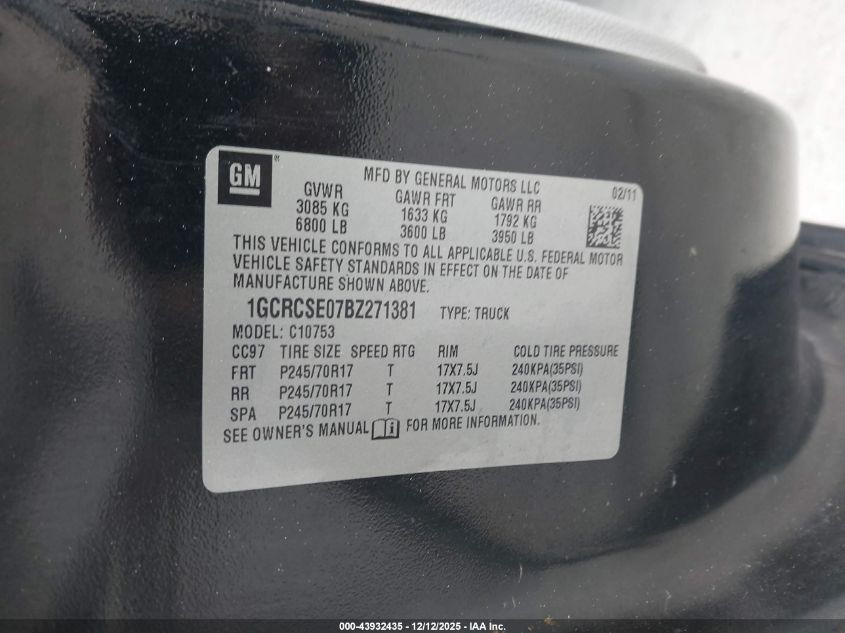 GM
MFD BY GENERAL MOTORS LLC
02/11
GVWR GAWR FRT GAWR RR
3085 KG 1633 KG 1792 KG
6800 LB 3600 LB 3950 LB
THIS VEHICLE CONFORMS TO ALL APPLICABLE U.S. FEDERAL MOTOR
VEHICLE SAFETY STANDARDS IN EFFECT ON THE DATE OF
MANUFACTURE SHOWN ABOVE.
1GCRCSE07BZ271381 TYPE: TRUCK
MODEL: C10753
CC97 TIRE SIZE SPEED RTG RIM COLD TIRE PRESSURE
FRT P245/70R17 T 17X7.5J 240KPA(35PSI)
RR P245/70R17 T 17X7.5J 240KPA(35PSI)
SPA P245/70R17 T 17X7.5J 240KPA(35PSI)
SEE OWNER'S MANUAL FOR MORE INFORMATION.
000-43932435 - 12/12/2025 - IAA Inc.